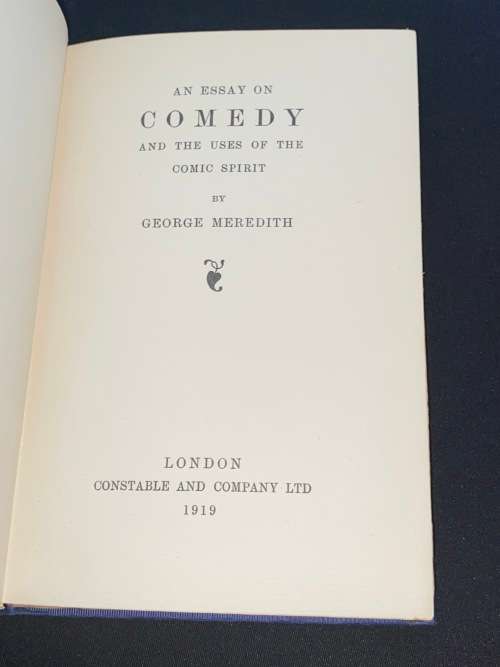 AN ESSAY ON
COMEDY
AND THE USES OF THE
COMIC SPIRIT
BY
GEORGE MEREDITH
LONDON
CONSTABLE AND COMPANY LTD
1919